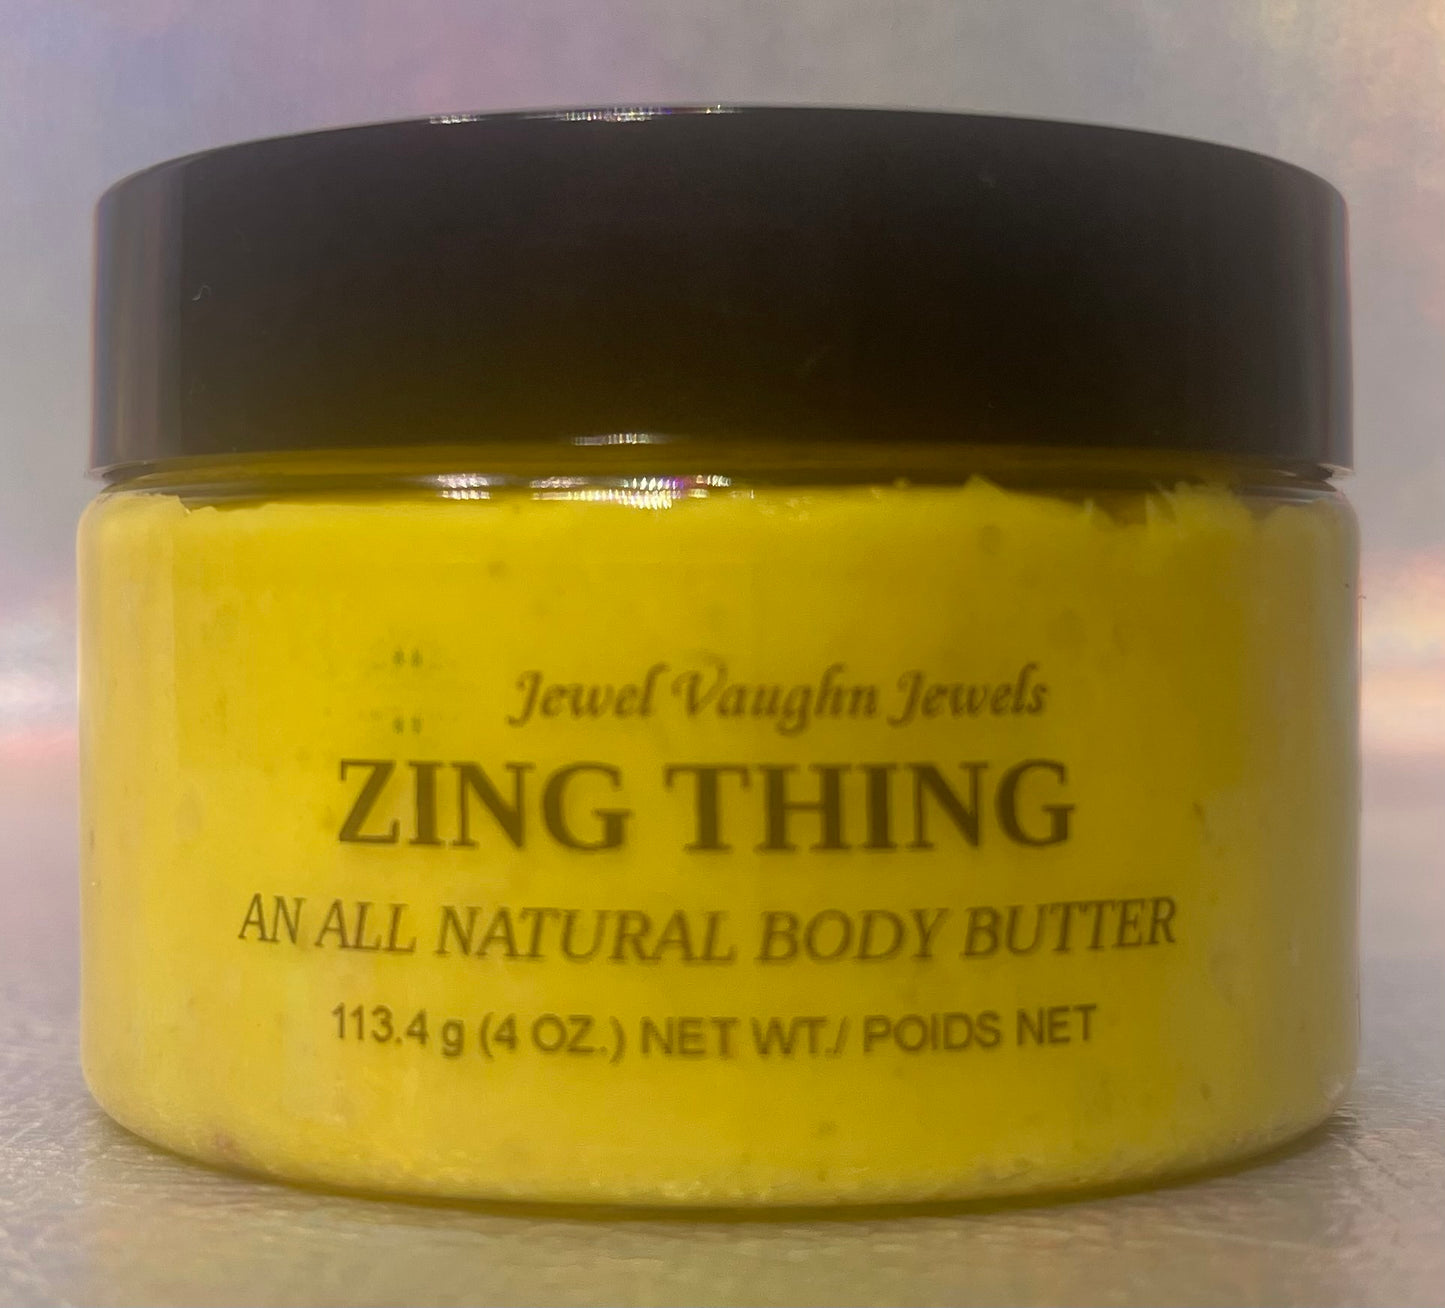 Jewel Vaughn Jewels
ZING THING
AN ALL NATURAL BODY BUTTER
113.4 g (4 OZ.) NET WT./ POIDS NET